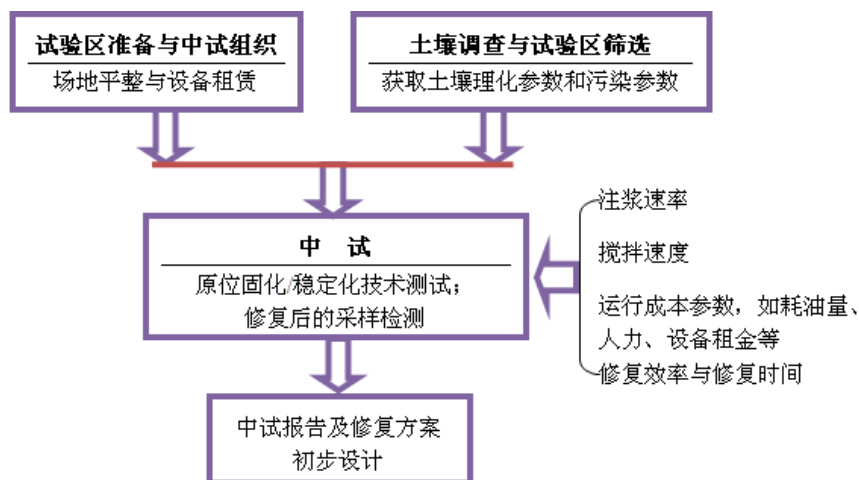 试验区准备与中试组织
场地平整与设备租赁
土壤调查与试验区筛选
获取土壤理化参数和污染参数
中 试
原位固化/稳定化技术测试；
修复后的采样检测
注浆速率
搅拌速度
运行成本参数，如耗油量、
人力、设备租金等
修复效率与修复时间
中试报告及修复方案
初步设计